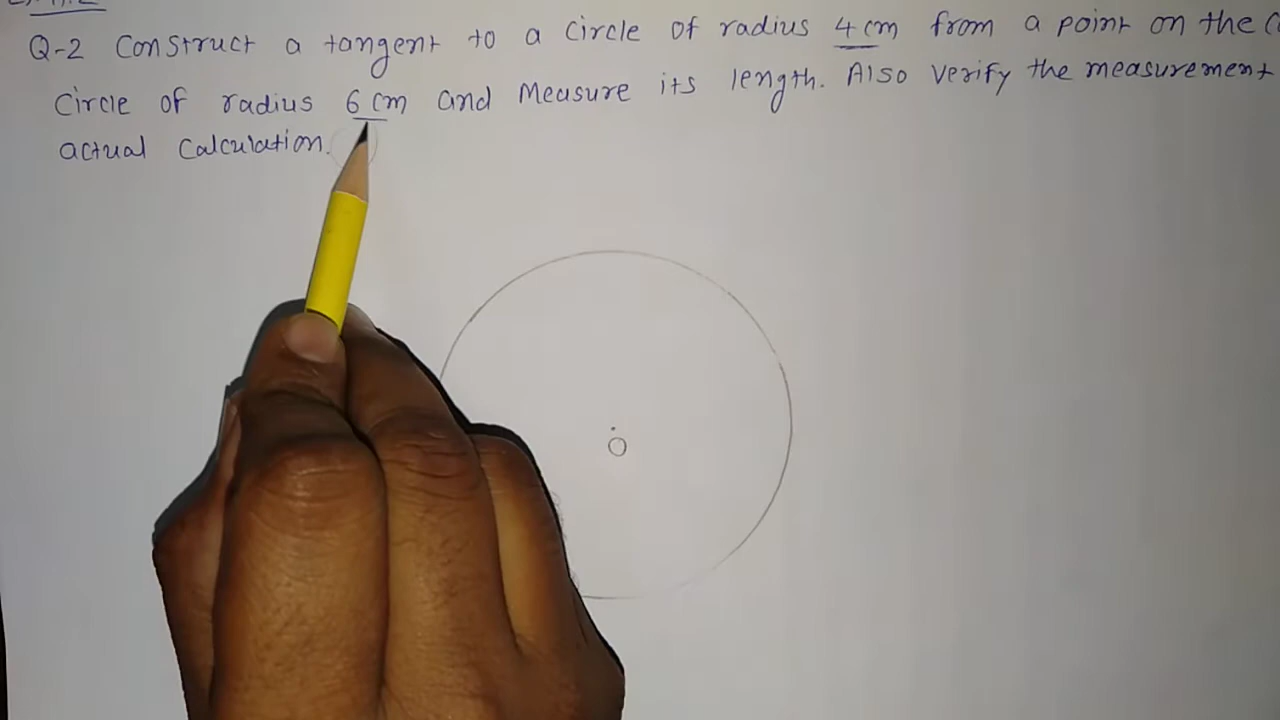 Q-2 Construct a tangent to a circle of radius 4 cm from a point on the
Circle of radius 6 cm and Measure its length. Also verify the measurement
actual Calculation.
O